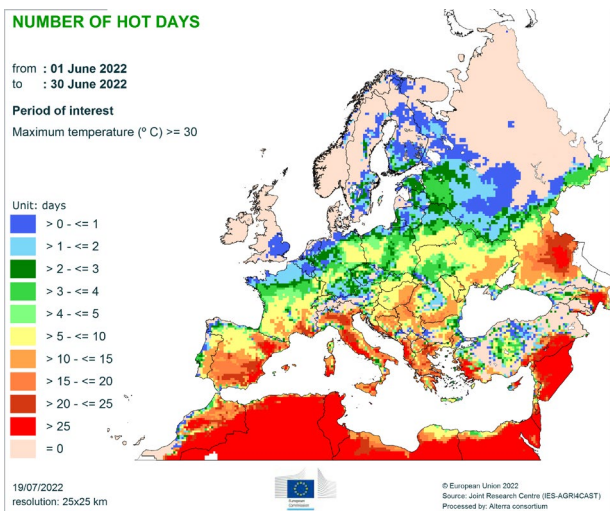 NUMBER OF HOT DAYS
from : 01 June 2022
to : 30 June 2022
Period of interest
Maximum temperature (º C) >= 30
Unit: days
> 0 - <= 1
> 1 - <= 2
> 2 - <= 3
> 3 - <= 4
> 4 - <= 5
> 5 - <= 10
> 10 - <= 15
> 15 - <= 20
> 20 - <= 25
> 25
= 0
19/07/2022
resolution: 25x25 km
European
Commission
© European Union 2022
Source: Joint Research Centre (IES-AGRI4CAST)
Processed by: Alterra consortium